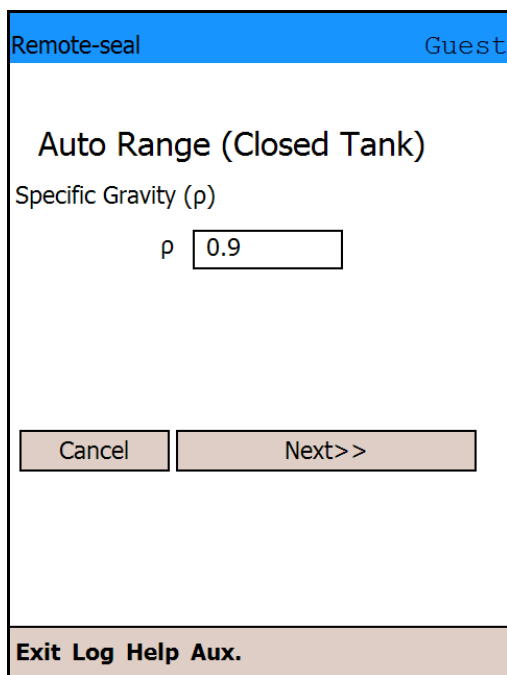 Remote-seal Guest
Auto Range (Closed Tank)
Specific Gravity (ρ)
ρ 0.9
Cancel Next>>
Exit Log Help Aux.